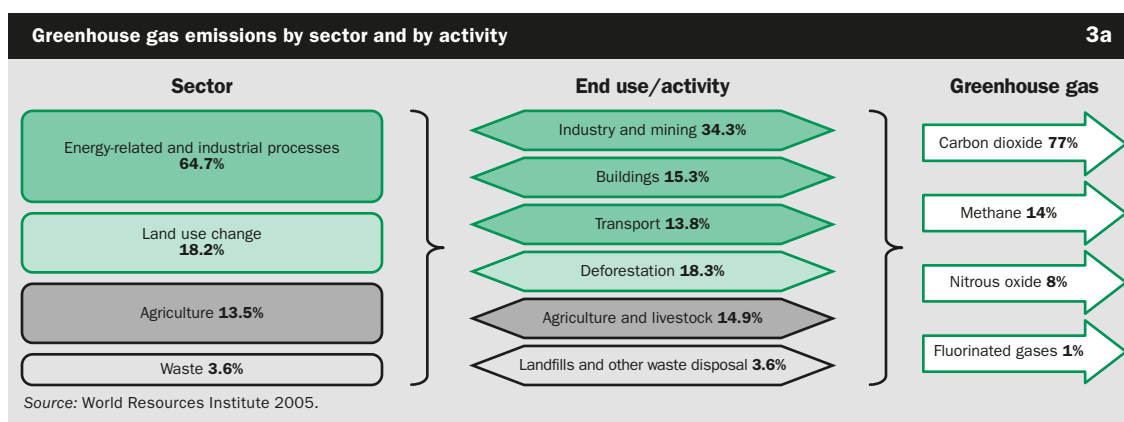 Greenhouse gas emissions by sector and by activity 3a
Sector
Energy-related and industrial processes
64.7%
Land use change
18.2%
Agriculture 13.5%
Waste 3.6%
End use/activity
Industry and mining 34.3%
Buildings 15.3%
Transport 13.8%
Deforestation 18.3%
Agriculture and livestock 14.9%
Landfills and other waste disposal 3.6%
Greenhouse gas
Carbon dioxide 77%
Methane 14%
Nitrous oxide 8%
Fluorinated gases 1%
Source: World Resources Institute 2005.